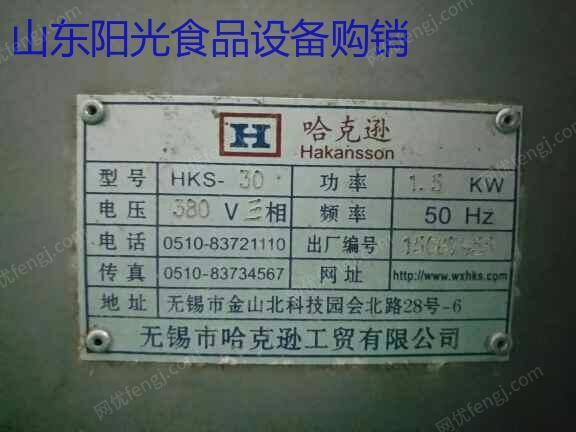 山东阳光食品设备购销
H
哈克逊
Hakansson
型号 HKS-30 功率 1.5 KW
电压 380 V 三相 频率 50 Hz
电话 0510-83721110 出厂编号
传真 0510-83734567 网址 http://www.wxhks.com
地址 无锡市金山北科技园会北路28号-6
无锡市哈克逊工贸有限公司